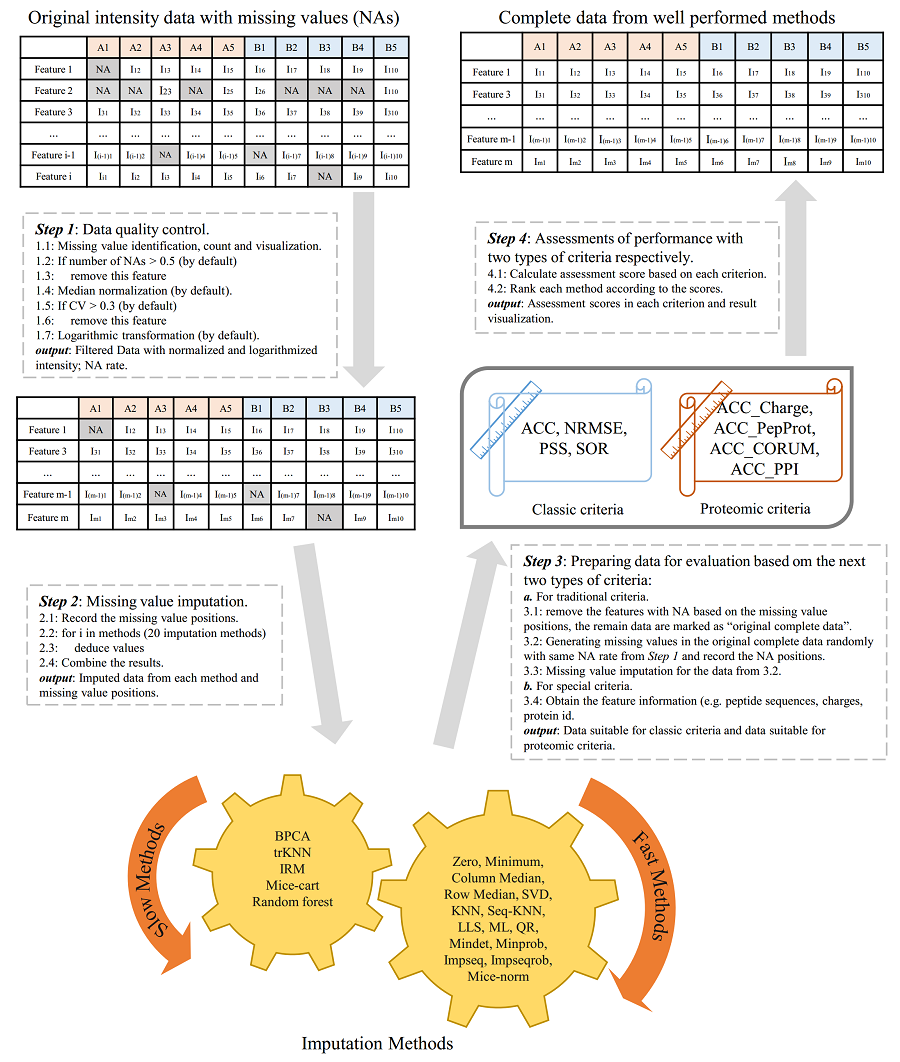 Original intensity data with missing values (NAs)
A1 A2 A3 A4 A5 B1 B2 B3 B4 B5
Feature 1 NA I12 I13 I14 I15 I16 I17 I18 I19 I110
Feature 2 NA NA I23 NA I25 I26 NA NA NA I110
Feature 3 I31 I32 I33 I34 I35 I36 I37 I38 I39 I310
... ... ... ... ... ... ... ... ... ... ...
Feature i-1 I(i-1)1 I(i-1)2 NA I(i-1)4 I(i-1)5 NA I(i-1)7 I(i-1)8 I(i-1)9 I(i-1)10
Feature i Ii1 Ii2 Ii3 Ii4 Ii5 Ii6 Ii7 NA Ii9 I110
Step 1: Data quality control.
1.1: Missing value identification, count and visualization.
1.2: If number of NAs > 0.5 (by default)
1.3: remove this feature
1.4: Median normalization (by default).
1.5: If CV > 0.3 (by default)
1.6: remove this feature
1.7: Logarithmic transformation (by default).
output: Filtered Data with normalized and logarithmized
intensity; NA rate.
A1 A2 A3 A4 A5 B1 B2 B3 B4 B5
Feature 1 NA I12 I13 I14 I15 I16 I17 I18 I19 I110
Feature 3 I31 I32 I33 I34 I35 I36 I37 I38 I39 I310
... ... ... ... ... ... ... ... ... ... ...
Feature m-1 I(m-1)1 I(m-1)2 NA I(m-1)4 I(m-1)5 NA I(m-1)7 I(m-1)8 I(m-1)9 I(m-1)10
Feature m Im1 Im2 Im3 Im4 Im5 Im6 Im7 NA Im9 Im10
Step 2: Missing value imputation.
2.1: Record the missing value positions.
2.2: for i in methods (20 imputation methods)
2.3: deduce values
2.4: Combine the results.
output: Imputed data from each method and
missing value positions.
Slow Methods
BPCA
trKNN
IRM
Mice-cart
Random forest
Zero, Minimum,
Column Median,
Row Median, SVD,
KNN, Seq-KNN,
LLS, ML, QR,
Mindet, Minprob,
Impseq, Impseqrob,
Mice-norm
Fast Methods
Imputation Methods
Step 3: Preparing data for evaluation based om the next
two types of criteria:
a. For traditional criteria.
3.1: remove the features with NA based on the missing value
positions, the remain data are marked as “original complete data”.
3.2: Generating missing values in the original complete data randomly
with same NA rate from Step 1 and record the NA positions.
3.3: Missing value imputation for the data from 3.2.
b. For special criteria.
3.4: Obtain the feature information (e.g. peptide sequences, charges,
protein id.
output: Data suitable for classic criteria and data suitable for
proteomic criteria.
ACC, NRMSE,
PSS, SOR
Classic criteria
ACC_Charge,
ACC_PepProt,
ACC_CORUM,
ACC_PPI
Proteomic criteria
Step 4: Assessments of performance with
two types of criteria respectively.
4.1: Calculate assessment score based on each criterion.
4.2: Rank each method according to the scores.
output: Assessment scores in each criterion and result
visualization.
Complete data from well performed methods
A1 A2 A3 A4 A5 B1 B2 B3 B4 B5
Feature 1 I11 I12 I13 I14 I15 I16 I17 I18 I19 I110
Feature 3 I31 I32 I33 I34 I35 I36 I37 I38 I39 I310
... ... ... ... ... ... ... ... ... ... ...
Feature m-1 I(m-1)1 I(m-1)2 I(m-1)3 I(m-1)4 I(m-1)5 I(m-1)6 I(m-1)7 I(m-1)8 I(m-1)9 I(m-1)10
Feature m Im1 Im2 Im3 Im4 Im5 Im6 Im7 Im8 Im9 Im10